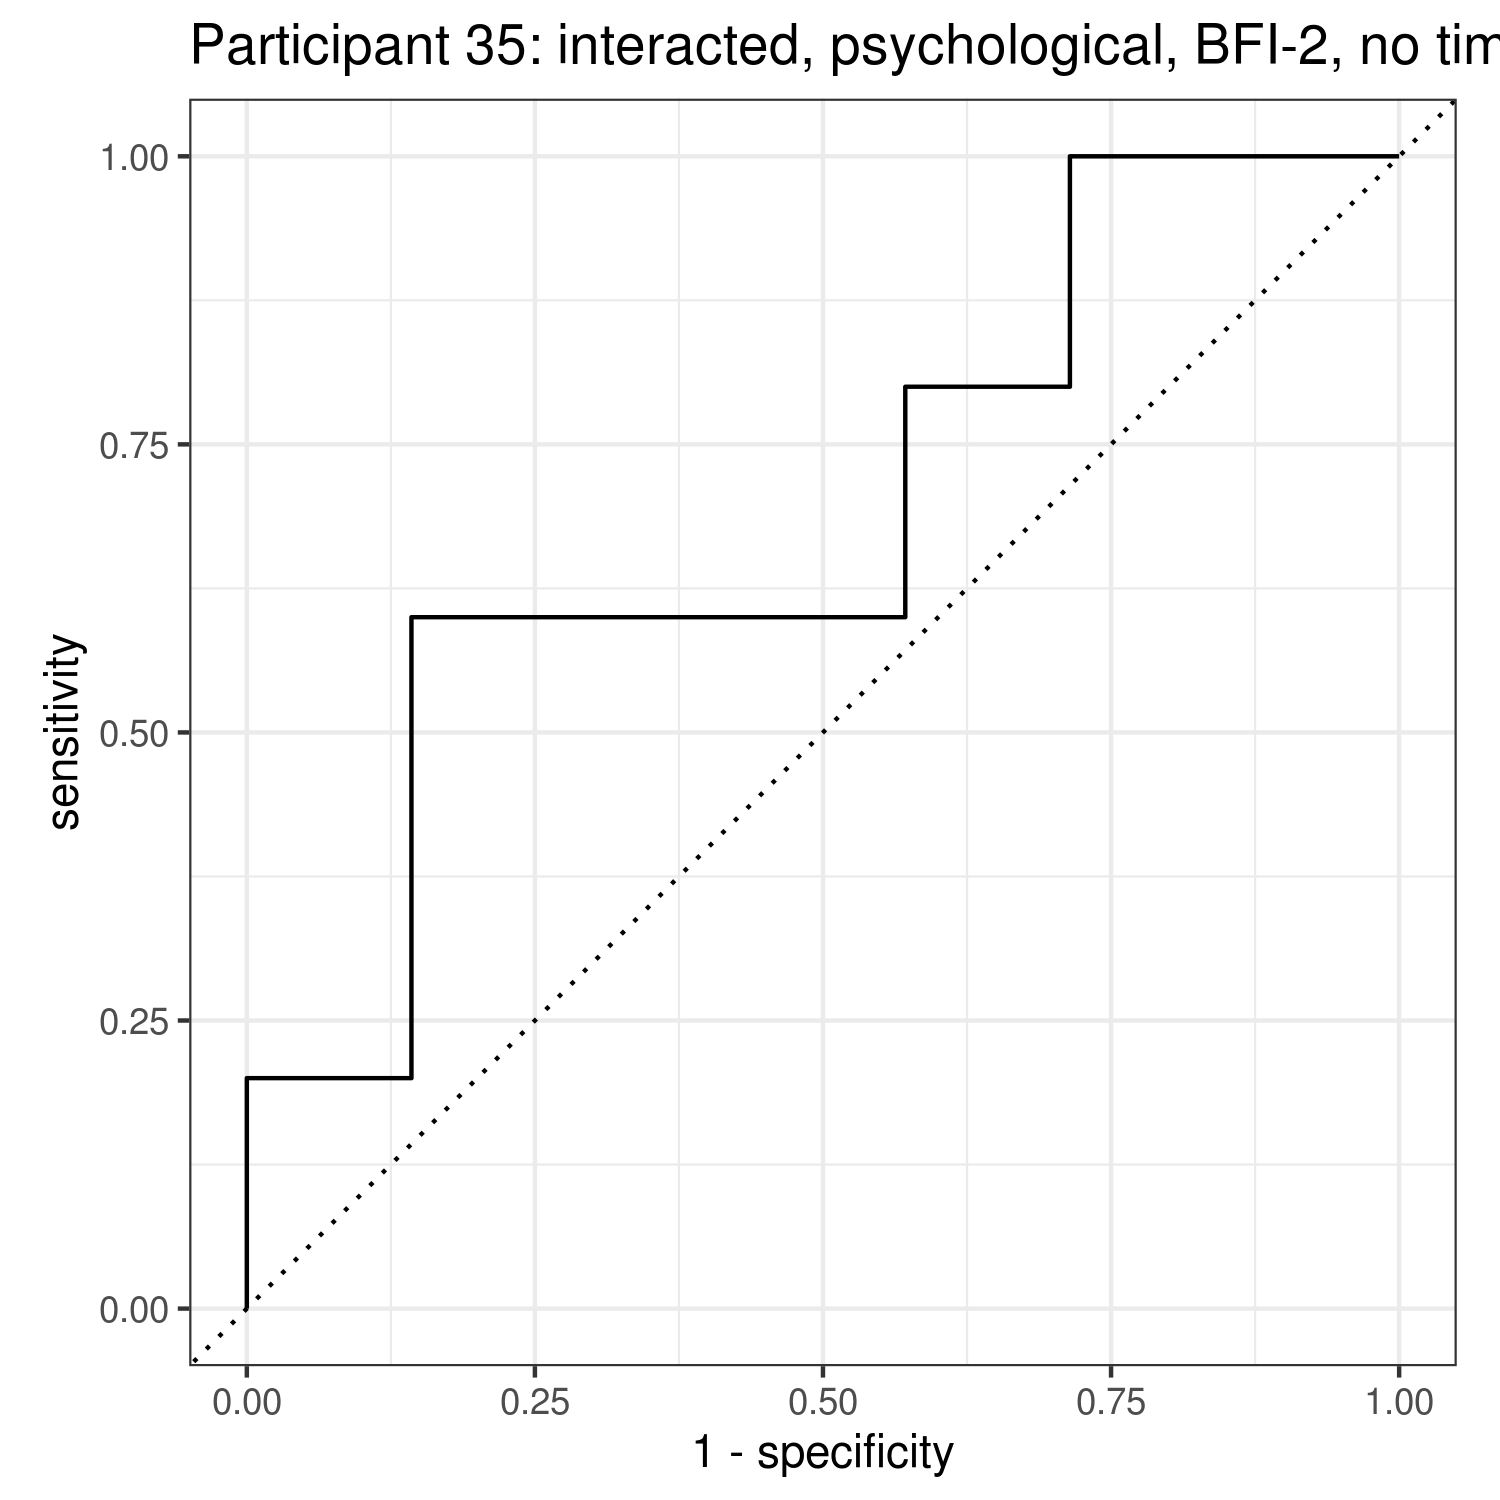 Participant 35: interacted, psychological, BFI-2, no tim
1.00
0.75
0.50
0.25
0.00
sensitivity
0.00 0.25 0.50 0.75 1.00
1 - specificity